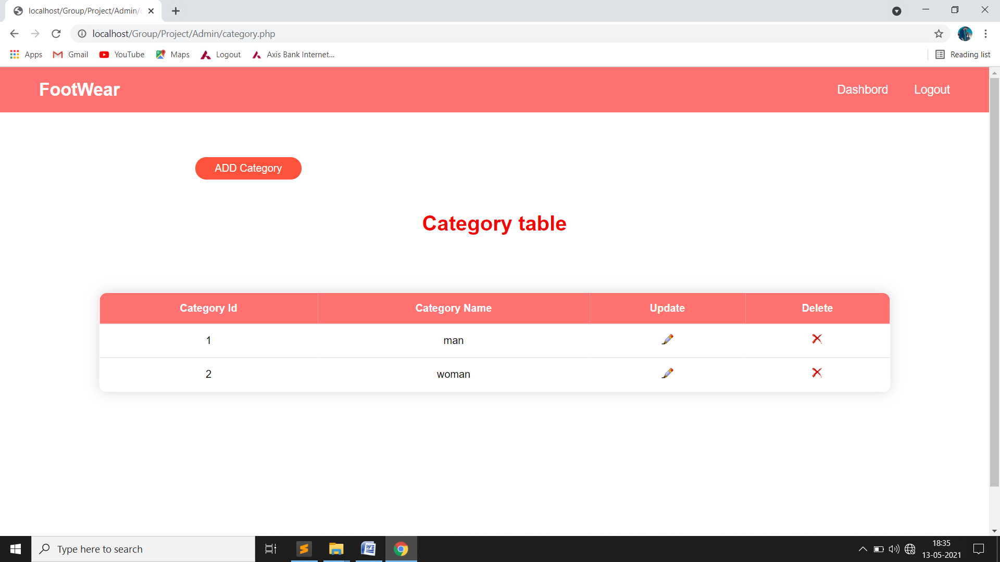 localhost/Group/Project/Admin/
localhost/Group/Project/Admin/category.php
Apps Gmail YouTube Maps Logout Axis Bank Internet... Reading list
FootWear Dashbord Logout
ADD Category
Category table
Category Id Category Name Update Delete
1 man
2 woman
Type here to search
18:35
13-05-2021